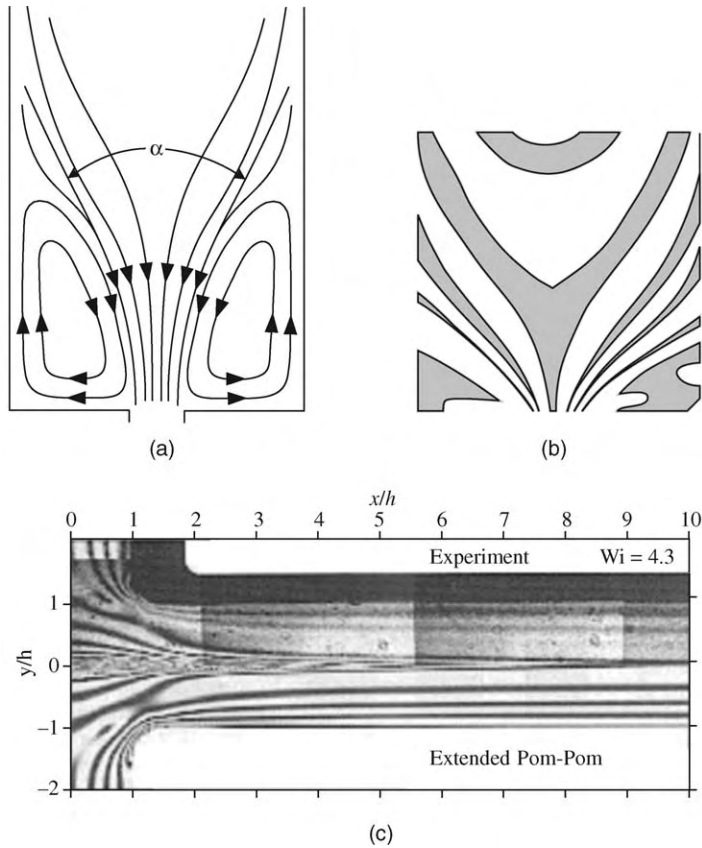 α
(a)
(b)
x/h
0 1 2 3 4 5 6 7 8 9 10
Experiment Wi = 4.3
1
0
−1
−2
y/h
Extended Pom-Pom
(c)